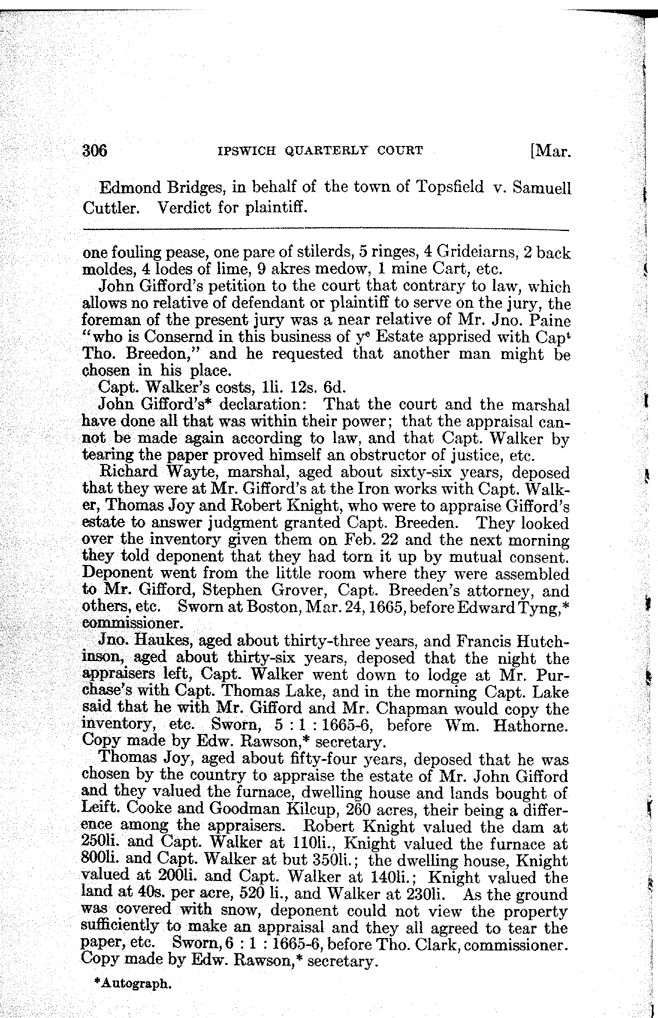 306 IPSWICH QUARTERLY COURT [Mar.
Edmond Bridges, in behalf of the town of Topsfield v. Samuell
Cuttler. Verdict for plaintiff.
one fouling pease, one pare of stilerds, 5 ringes, 4 Grideiarns, 2 back
moldes, 4 lodes of lime, 9 akres medow, 1 mine Cart, etc.
John Gifford's petition to the court that contrary to law, which
allows no relative of defendant or plaintiff to serve on the jury, the
foreman of the present jury was a near relative of Mr. Jno. Paine
"who is Consernd in this business of yᵉ Estate apprised with Capᵗ
Tho. Breedon," and he requested that another man might be
chosen in his place.
Capt. Walker's costs, 1li. 12s. 6d.
John Gifford's* declaration: That the court and the marshal
have done all that was within their power; that the appraisal can-
not be made again according to law, and that Capt. Walker by
tearing the paper proved himself an obstructor of justice, etc.
Richard Wayte, marshal, aged about sixty-six years, deposed
that they were at Mr. Gifford's at the Iron works with Capt. Walk-
er, Thomas Joy and Robert Knight, who were to appraise Gifford's
estate to answer judgment granted Capt. Breeden. They looked
over the inventory given them on Feb. 22 and the next morning
they told deponent that they had torn it up by mutual consent.
Deponent went from the little room where they were assembled
to Mr. Gifford, Stephen Grover, Capt. Breeden's attorney, and
others, etc. Sworn at Boston, Mar. 24, 1665, before Edward Tyng,*
commissioner.
Jno. Haukes, aged about thirty-three years, and Francis Hutch-
inson, aged about thirty-six years, deposed that the night the
appraisers left, Capt. Walker went down to lodge at Mr. Pur-
chase's with Capt. Thomas Lake, and in the morning Capt. Lake
said that he with Mr. Gifford and Mr. Chapman would copy the
inventory, etc. Sworn, 5 : 1 : 1665-6, before Wm. Hathorne.
Copy made by Edw. Rawson,* secretary.
Thomas Joy, aged about fifty-four years, deposed that he was
chosen by the country to appraise the estate of Mr. John Gifford
and they valued the furnace, dwelling house and lands bought of
Leift. Cooke and Goodman Kilcup, 260 acres, their being a differ-
ence among the appraisers. Robert Knight valued the dam at
250li. and Capt. Walker at 110li., Knight valued the furnace at
800li. and Capt. Walker at but 350li.; the dwelling house, Knight
valued at 200li. and Capt. Walker at 140li.; Knight valued the
land at 40s. per acre, 520 li., and Walker at 230li. As the ground
was covered with snow, deponent could not view the property
sufficiently to make an appraisal and they all agreed to tear the
paper, etc. Sworn, 6 : 1 : 1665-6, before Tho. Clark, commissioner.
Copy made by Edw. Rawson,* secretary.
*Autograph.